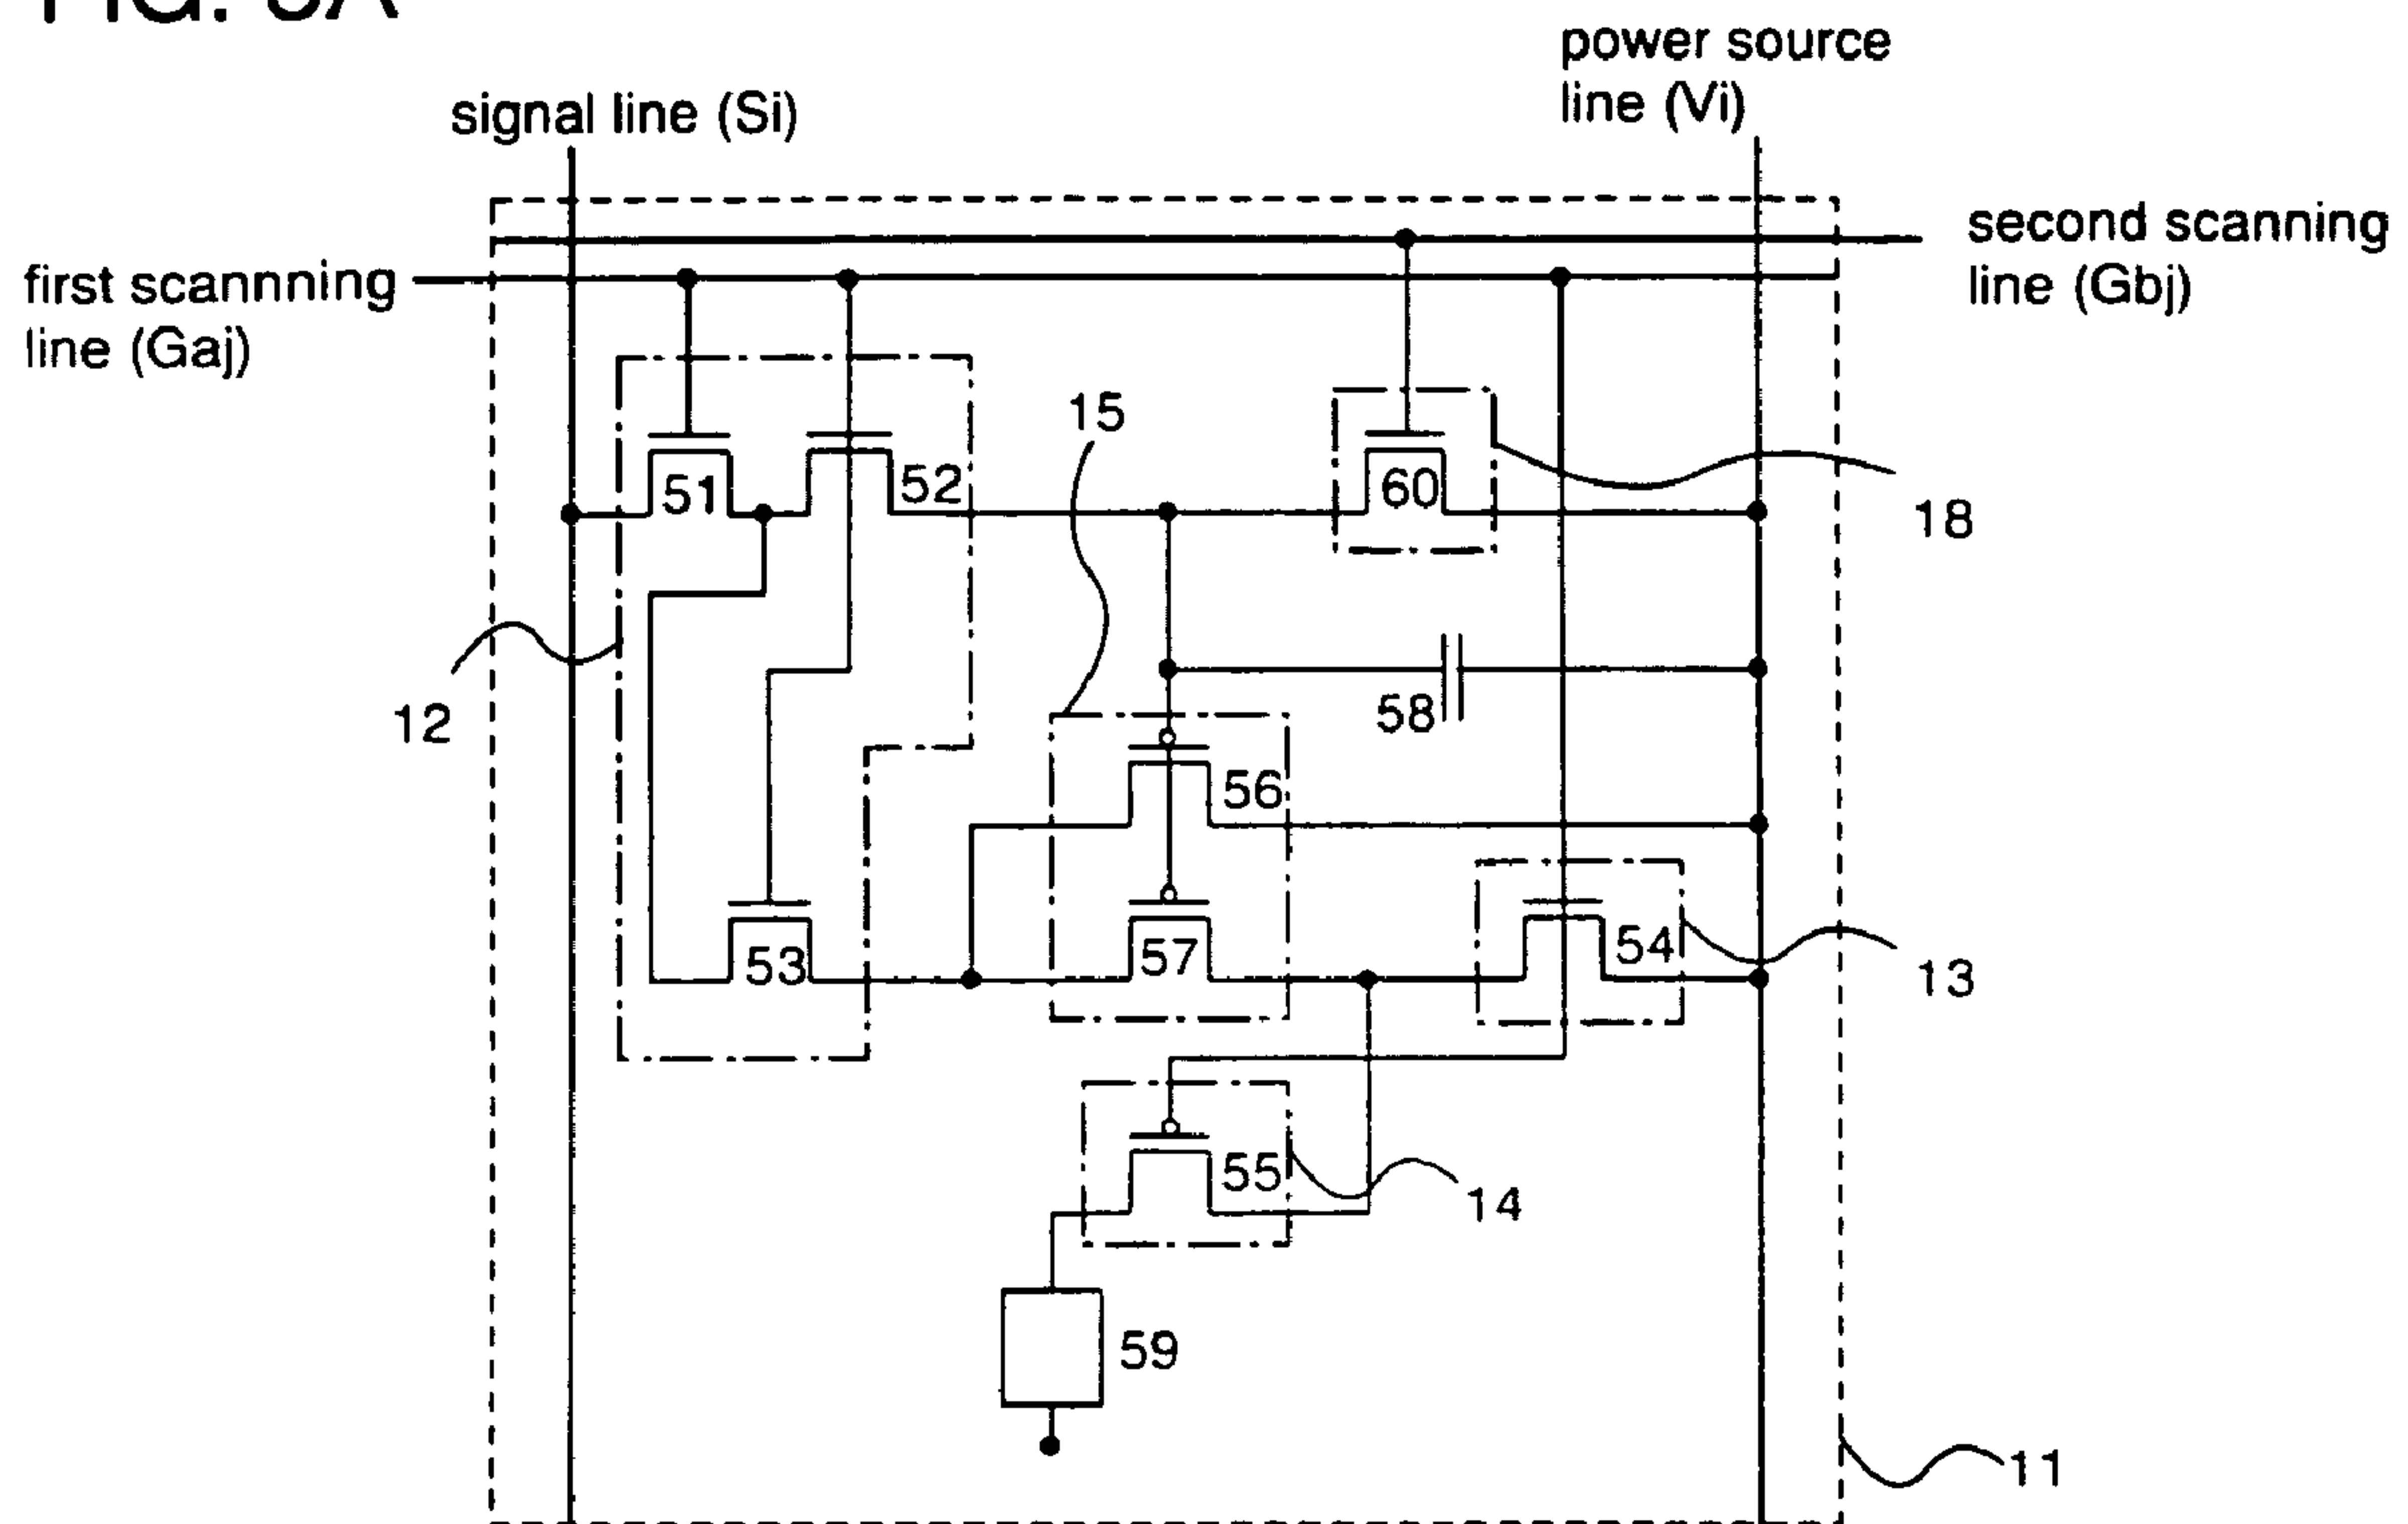 power source
line (Vi)
signal line (Si)
second scanning
line (Gbj)
first scannning
line (Gaj)
15
51
52
60
18
12
58
56
53
57
54
13
55
14
59
11